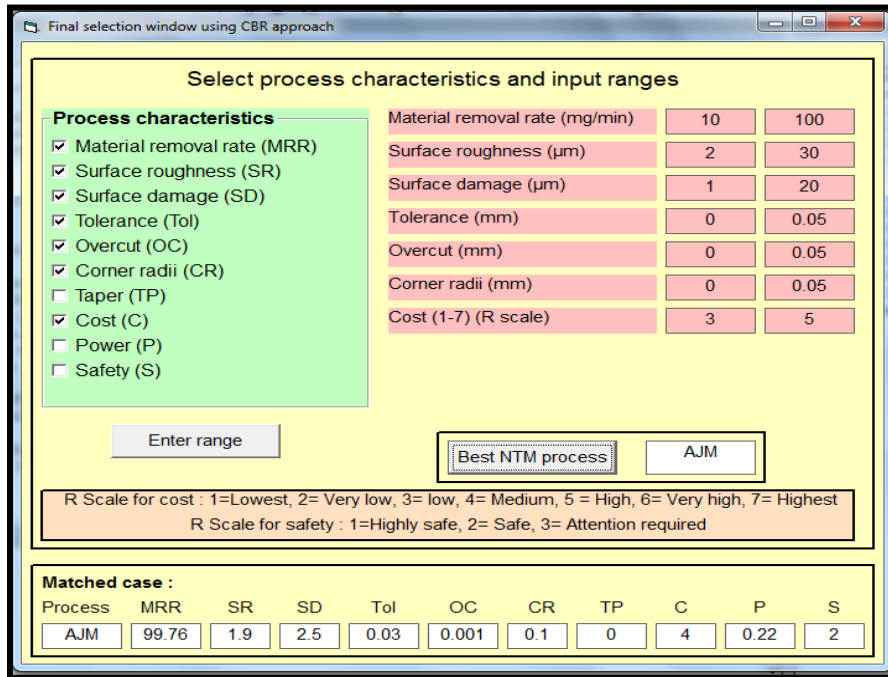 Final selection window using CBR approach
Select process characteristics and input ranges
Process characteristics
Material removal rate (MRR)
Surface roughness (SR)
Surface damage (SD)
Tolerance (Tol)
Overcut (OC)
Corner radii (CR)
Taper (TP)
Cost (C)
Power (P)
Safety (S)
Material removal rate (mg/min) 10 100
Surface roughness (µm) 2 30
Surface damage (µm) 1 20
Tolerance (mm) 0 0.05
Overcut (mm) 0 0.05
Corner radii (mm) 0 0.05
Cost (1-7) (R scale) 3 5
Enter range
Best NTM process AJM
R Scale for cost : 1=Lowest, 2= Very low, 3= low, 4= Medium, 5 = High, 6= Very high, 7= Highest
R Scale for safety : 1=Highly safe, 2= Safe, 3= Attention required
Matched case :
Process MRR SR SD Tol OC CR TP C P S
AJM 99.76 1.9 2.5 0.03 0.001 0.1 0 4 0.22 2